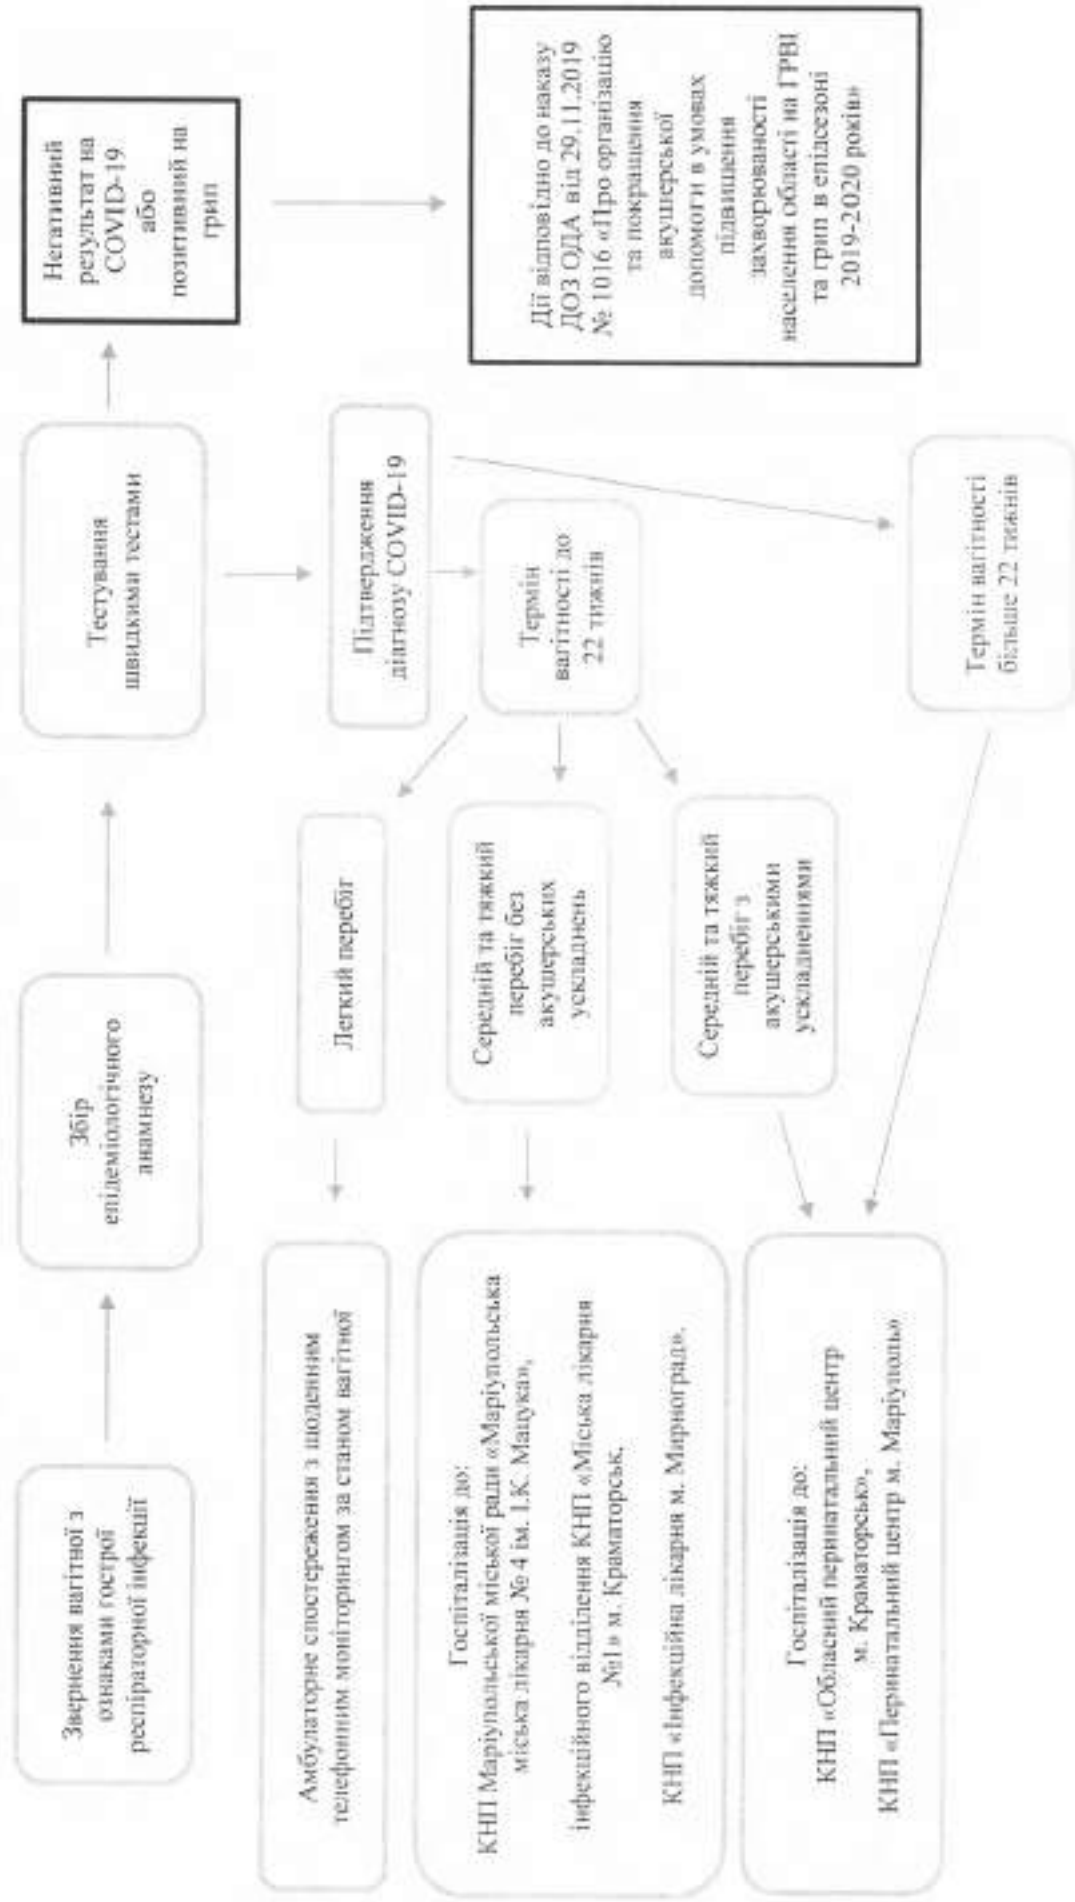 Звернення вагітної з
ознаками гострої
респіраторної інфекції
Збір
епідеміологічного
анамнезу
Тестування
швидкими тестами
Негативний
результат на
COVID-19
або
позитивний на
грип
Дії відповідно до наказу
ДОЗ ОДА від 29.11.2019
№ 1016 «Про організацію
та покращення
акушерської
допомоги в умовах
підвищення
захворюваності
населення області на ГРВІ
та грип в епідсезоні
2019-2020 років»
Підтвердження
діагнозу COVID-19
Термін
вагітності до
22 тижнів
Термін вагітності
більше 22 тижнів
Легкий перебіг
Середній та тяжкий
перебіг без
акушерських
ускладнень
Середній та тяжкий
перебіг з
акушерськими
ускладненнями
Амбулаторне спостереження з щоденним
телефонним моніторингом за станом вагітної
Госпіталізація до:
КНП Маріупольської міської ради «Маріупольська
міська лікарня № 4 ім. І.К. Мацука»,
інфекційного відділення КНП «Міська лікарня
№1» м. Краматорськ,
КНП «Інфекційна лікарня м. Мирноград».
Госпіталізація до:
КНП «Обласний перинатальний центр
м. Краматорськ»,
КНП «Перинатальний центр м. Маріуполь»